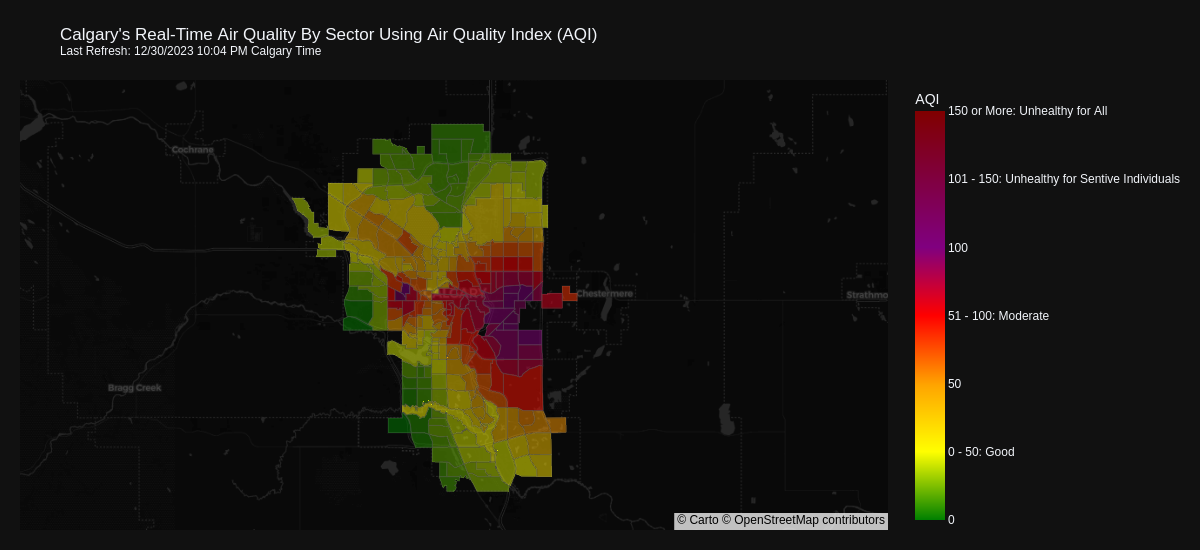 Calgary's Real-Time Air Quality By Sector Using Air Quality Index (AQI)
Last Refresh: 12/30/2023 10:04 PM Calgary Time
AQI
150 or More: Unhealthy for All
101 - 150: Unhealthy for Sentive Individuals
100
51 - 100: Moderate
50
0 - 50: Good
0
Cochrane
CALGARY
Chestermere
Strathmo
Bragg Creek
© Carto © OpenStreetMap contributors